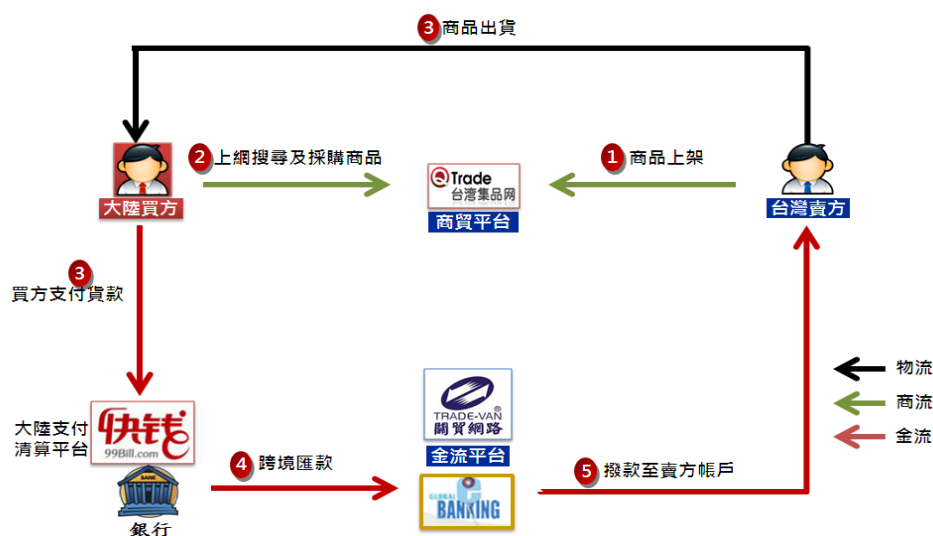 3 商品出貨
2 上網搜尋及採購商品
1 商品上架
QTrade
台湾集品网
商貿平台
大陸買方
台灣賣方
3
買方支付貨款
物流
商流
金流
大陸支付
清算平台
快钱
99Bill.com
BANK
銀行
TRADE-VAN®
關貿網路
金流平台
4 跨境匯款
GLOBAL
e
BANKING
5 撥款至賣方帳戶